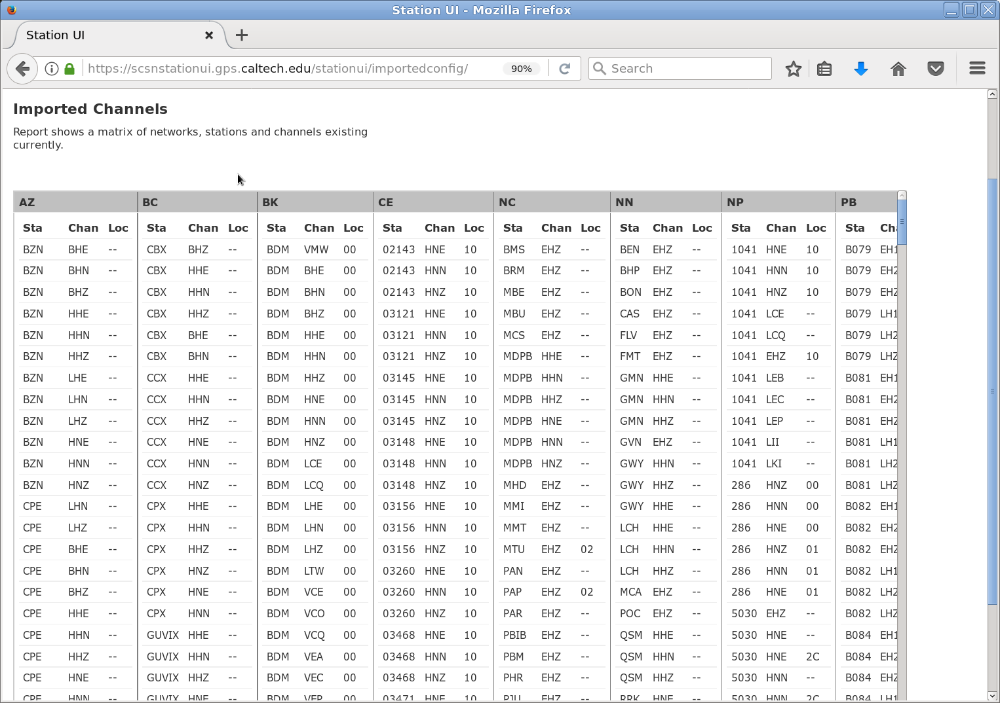 Station UI - Mozilla Firefox
Station UI
https://scsnstationui.gps.caltech.edu/stationui/importedconfig/ 90% Search
Imported Channels
Report shows a matrix of networks, stations and channels existing
currently.
AZ BC BK CE NC NN NP PB
Sta Chan Loc Sta Chan Loc Sta Chan Loc Sta Chan Loc Sta Chan Loc Sta Chan Loc Sta Chan Loc Sta Cha
BZN BHE -- CBX BHZ -- BDM VMW 00 02143 HNE 10 BMS EHZ -- BEN EHZ -- 1041 HNE 10 B079 EH1
BZN BHN -- CBX HHE -- BDM BHE 00 02143 HNN 10 BRM EHZ -- BHP EHZ -- 1041 HNN 10 B079 EH2
BZN BHZ -- CBX HHN -- BDM BHN 00 02143 HNZ 10 MBE EHZ -- BON EHZ -- 1041 HNZ 10 B079 EHZ
BZN HHE -- CBX HHZ -- BDM BHZ 00 03121 HNE 10 MBU EHZ -- CAS EHZ -- 1041 LCE -- B079 LH1
BZN HHN -- CBX BHE -- BDM HHE 00 03121 HNN 10 MCS EHZ -- FLV EHZ -- 1041 LCQ -- B079 LH2
BZN HHZ -- CBX BHN -- BDM HHN 00 03121 HNZ 10 MDPB HHE -- FMT EHZ -- 1041 EHZ 10 B079 LHZ
BZN LHE -- CCX HHE -- BDM HHZ 00 03145 HNE 10 MDPB HHN -- GMN HHE -- 1041 LEB -- B081 EH1
BZN LHN -- CCX HHN -- BDM HNE 00 03145 HNN 10 MDPB HHZ -- GMN HHN -- 1041 LEC -- B081 EH2
BZN LHZ -- CCX HHZ -- BDM HNN 00 03145 HNZ 10 MDPB HNE -- GMN HHZ -- 1041 LEP -- B081 EHZ
BZN HNE -- CCX HNE -- BDM HNZ 00 03148 HNE 10 MDPB HNN -- GVN EHZ -- 1041 LII -- B081 LH1
BZN HNN -- CCX HNN -- BDM LCE 00 03148 HNN 10 MDPB HNZ -- GWY HHN -- 1041 LKI -- B081 LH2
BZN HNZ -- CCX HNZ -- BDM LCQ 00 03148 HNZ 10 MHD EHZ -- GWY HHZ -- 286 HNZ 00 B081 LHZ
CPE LHN -- CPX HHE -- BDM LHE 00 03156 HNE 10 MMI EHZ -- GWY HHE -- 286 HNN 00 B082 EH1
CPE LHZ -- CPX HHN -- BDM LHN 00 03156 HNN 10 MMT EHZ -- LCH HHE -- 286 HNE 00 B082 EH2
CPE BHE -- CPX HHZ -- BDM LHZ 00 03156 HNZ 10 MTU EHZ 02 LCH HHN -- 286 HNZ 01 B082 EHZ
CPE BHN -- CPX HNZ -- BDM LTW 00 03260 HNE 10 PAN EHZ -- LCH HHZ -- 286 HNN 01 B082 LH1
CPE BHZ -- CPX HNE -- BDM VCE 00 03260 HNN 10 PAP EHZ 02 MCA EHZ -- 286 HNE 01 B082 LH2
CPE HHE -- CPX HNN -- BDM VCO 00 03260 HNZ 10 PAR EHZ -- POC EHZ -- 5030 EHZ -- B082 LHZ
CPE HHN -- GUVIX HHE -- BDM VCQ 00 03468 HNE 10 PBIB EHZ -- QSM HHE -- 5030 HNE -- B084 EH1
CPE HHZ -- GUVIX HHN -- BDM VEA 00 03468 HNN 10 PBM EHZ -- QSM HHN -- 5030 HNE 2C B084 EH2
CPE HNE -- GUVIX HHZ -- BDM VEC 00 03468 HNZ 10 PHR EHZ -- QSM HHZ -- 5030 HNN -- B084 EHZ
CPE HNN -- GUVIX HNE -- BDM VEP 00 03471 HNE 10 PJU EHZ -- RRK HNE -- 5030 HNN 2C B084 LH1